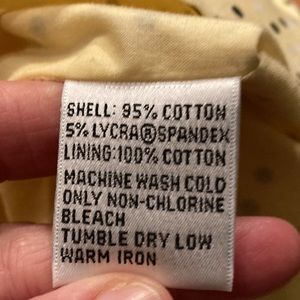 SHELL: 95% COTTON
5% LYCRA®SPANDEX
LINING:100% COTTON
MACHINE WASH COLD
ONLY NON-CHLORINE
BLEACH
TUMBLE DRY LOW
WARM IRON